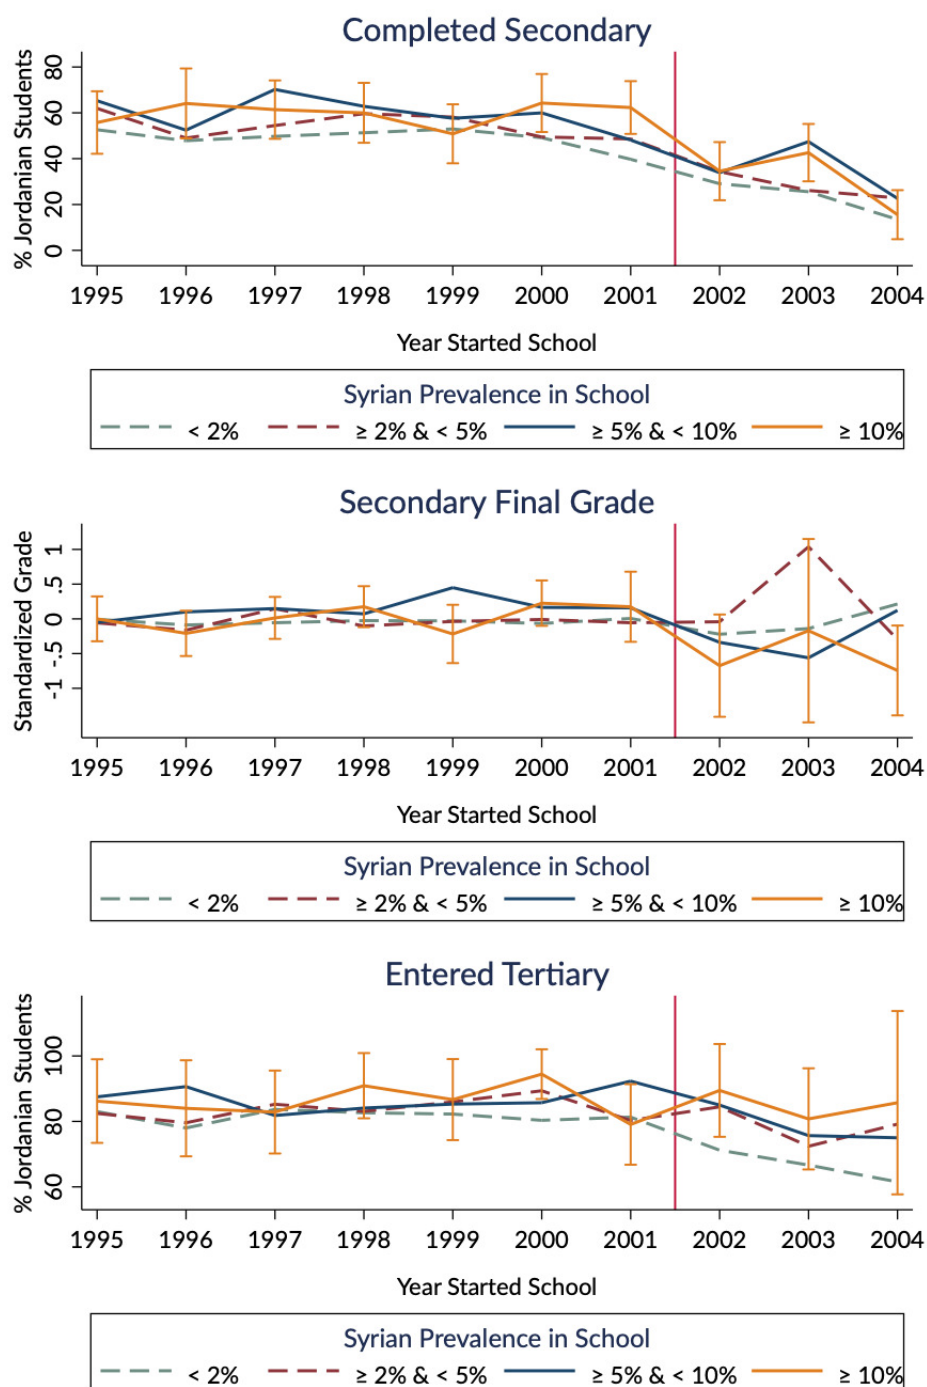 Completed Secondary
% Jordanian Students
80
60
40
20
0
1995 1996 1997 1998 1999 2000 2001 2002 2003 2004
Year Started School
Syrian Prevalence in School
< 2% ≥ 2% & < 5% ≥ 5% & < 10% ≥ 10%
Secondary Final Grade
Standardized Grade
1
.5
0
-.5
-1
1995 1996 1997 1998 1999 2000 2001 2002 2003 2004
Year Started School
Syrian Prevalence in School
< 2% ≥ 2% & < 5% ≥ 5% & < 10% ≥ 10%
Entered Tertiary
% Jordanian Students
100
80
60
1995 1996 1997 1998 1999 2000 2001 2002 2003 2004
Year Started School
Syrian Prevalence in School
< 2% ≥ 2% & < 5% ≥ 5% & < 10% ≥ 10%